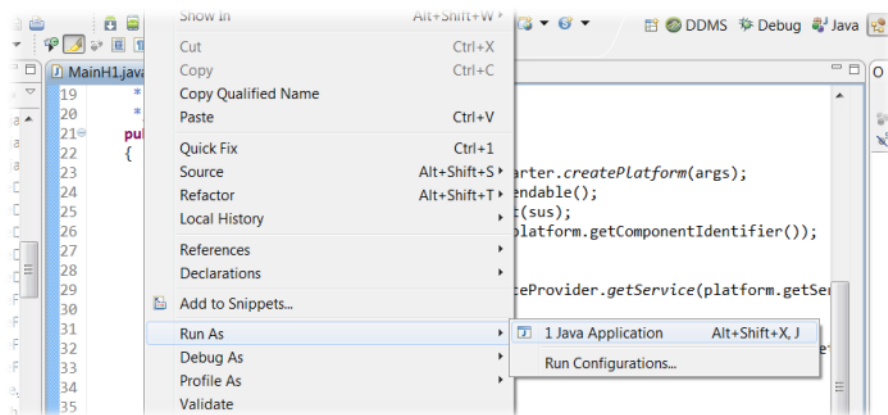 Show In Alt+Shift+W
DDMS Debug Java
Cut Ctrl+X
MainH1.java
Copy Ctrl+C
O
19 * Copy Qualified Name
20 * Paste Ctrl+V
21 pu
22 { Quick Fix Ctrl+1
23 Source Alt+Shift+S arter.createPlatform(args);
24 Refactor Alt+Shift+T endable();
25 Local History t(sus);
26 platform.getComponentIdentifier());
27 References
28 Declarations
29 eProvider.getService(platform.getSer
30 Add to Snippets...
31 Run As 1 Java Application Alt+Shift+X, J
32 Debug As
33 Profile As Run Configurations...
34
35 Validate